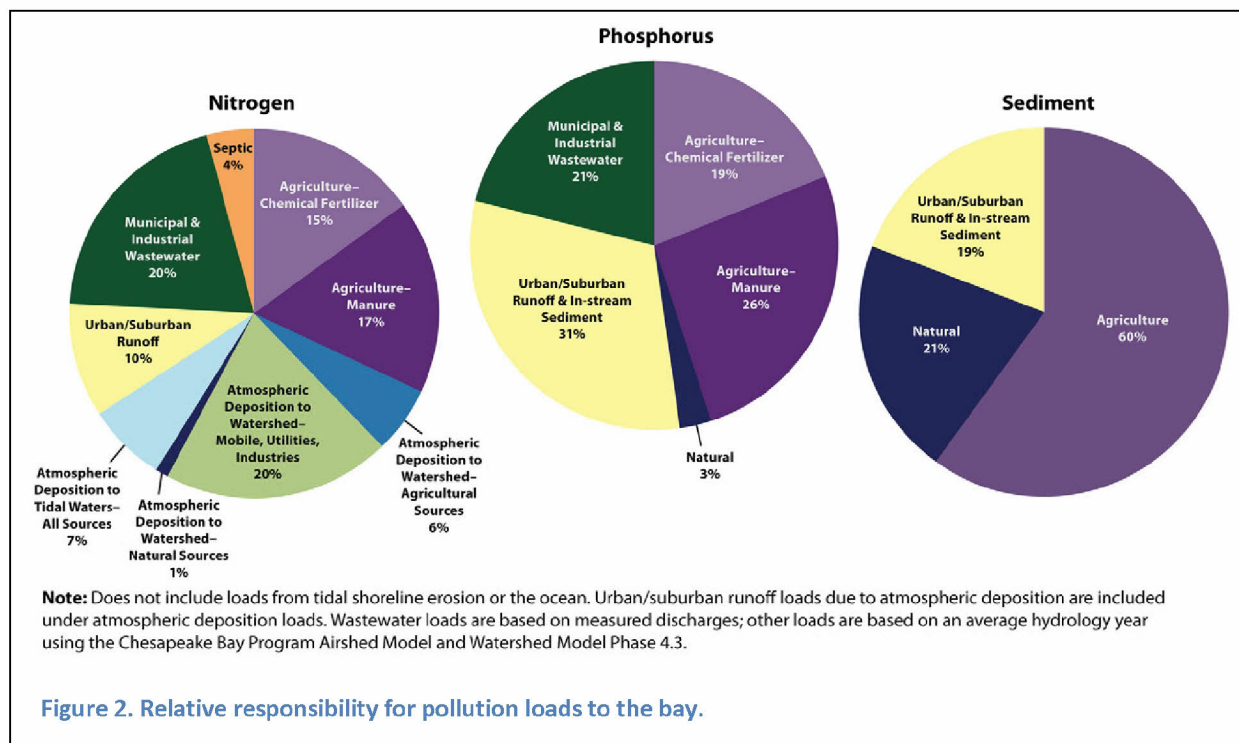 Nitrogen
Septic
4%
Agriculture–
Chemical Fertilizer
15%
Agriculture–
Manure
17%
Atmospheric
Deposition to
Watershed–
Agricultural
Sources
6%
Atmospheric
Deposition to
Watershed–
Mobile, Utilities,
Industries
20%
Atmospheric
Deposition to
Watershed–
Natural Sources
1%
Atmospheric
Deposition to
Tidal Waters–
All Sources
7%
Urban/Suburban
Runoff
10%
Municipal &
Industrial
Wastewater
20%
Phosphorus
Municipal &
Industrial
Wastewater
21%
Agriculture–
Chemical Fertilizer
19%
Agriculture–
Manure
26%
Natural
3%
Urban/Suburban
Runoff & In-stream
Sediment
31%
Sediment
Urban/Suburban
Runoff & In-stream
Sediment
19%
Agriculture
60%
Natural
21%
Note: Does not include loads from tidal shoreline erosion or the ocean. Urban/suburban runoff loads due to atmospheric deposition are included
under atmospheric deposition loads. Wastewater loads are based on measured discharges; other loads are based on an average hydrology year
using the Chesapeake Bay Program Airshed Model and Watershed Model Phase 4.3.
Figure 2. Relative responsibility for pollution loads to the bay.